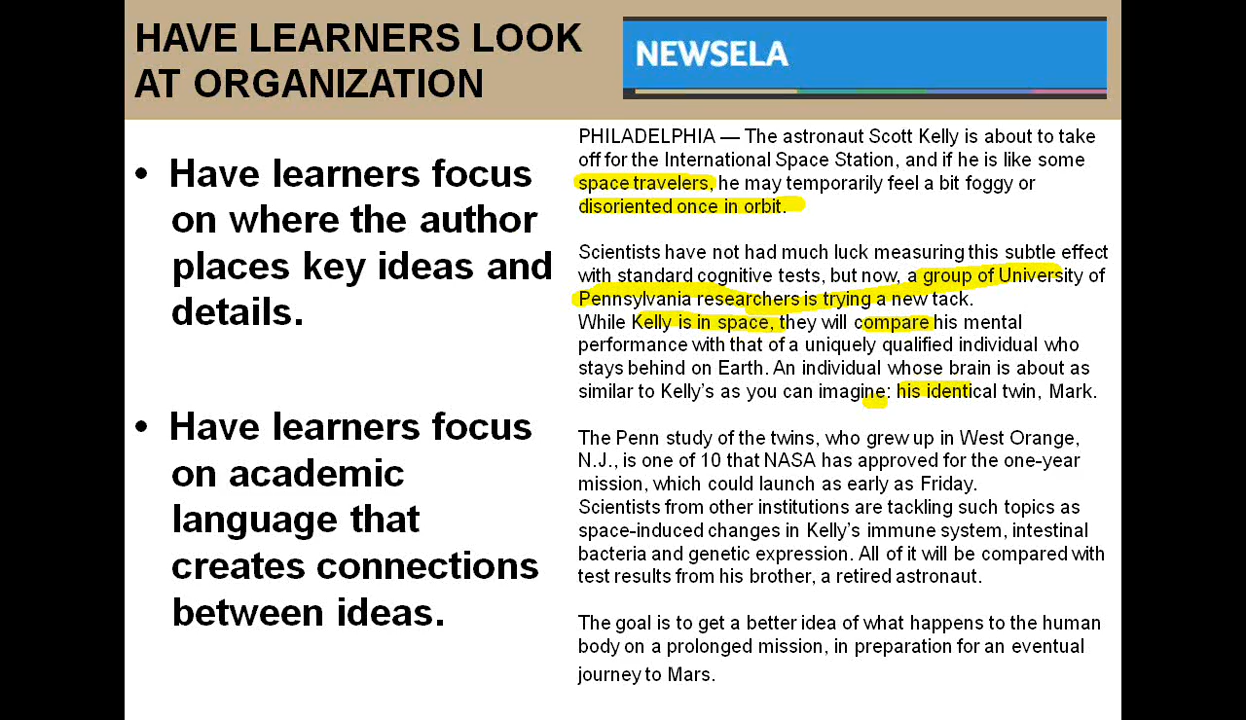 HAVE LEARNERS LOOK
AT ORGANIZATION
NEWSELA
• Have learners focus
on where the author
places key ideas and
details.
• Have learners focus
on academic
language that
creates connections
between ideas.
PHILADELPHIA — The astronaut Scott Kelly is about to take
off for the International Space Station, and if he is like some
space travelers, he may temporarily feel a bit foggy or
disoriented once in orbit.
Scientists have not had much luck measuring this subtle effect
with standard cognitive tests, but now, a group of University of
Pennsylvania researchers is trying a new tack.
While Kelly is in space, they will compare his mental
performance with that of a uniquely qualified individual who
stays behind on Earth. An individual whose brain is about as
similar to Kelly's as you can imagine: his identical twin, Mark.
The Penn study of the twins, who grew up in West Orange,
N.J., is one of 10 that NASA has approved for the one-year
mission, which could launch as early as Friday.
Scientists from other institutions are tackling such topics as
space-induced changes in Kelly's immune system, intestinal
bacteria and genetic expression. All of it will be compared with
test results from his brother, a retired astronaut.
The goal is to get a better idea of what happens to the human
body on a prolonged mission, in preparation for an eventual
journey to Mars.